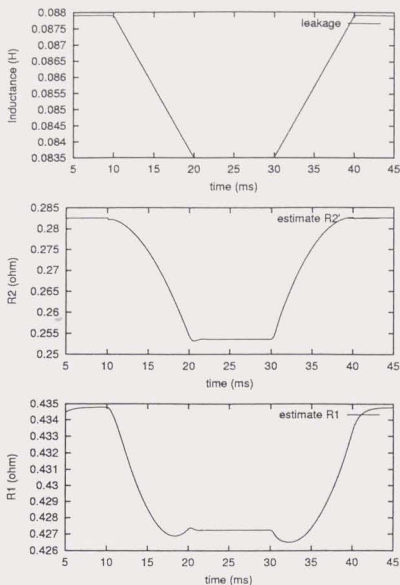 0.088
0.0875
0.087
0.0865
0.086
0.0855
0.085
0.0845
0.084
0.0835
Inductance (H)
leakage
5 10 15 20 25 30 35 40 45
time (ms)
0.285
0.28
0.275
0.27
0.265
0.26
0.255
0.25
R2 (ohm)
estimate R2'
5 10 15 20 25 30 35 40 45
time (ms)
0.435
0.434
0.433
0.432
0.431
0.43
0.429
0.428
0.427
0.426
R1 (ohm)
estimate R1
5 10 15 20 25 30 35 40 45
time (ms)